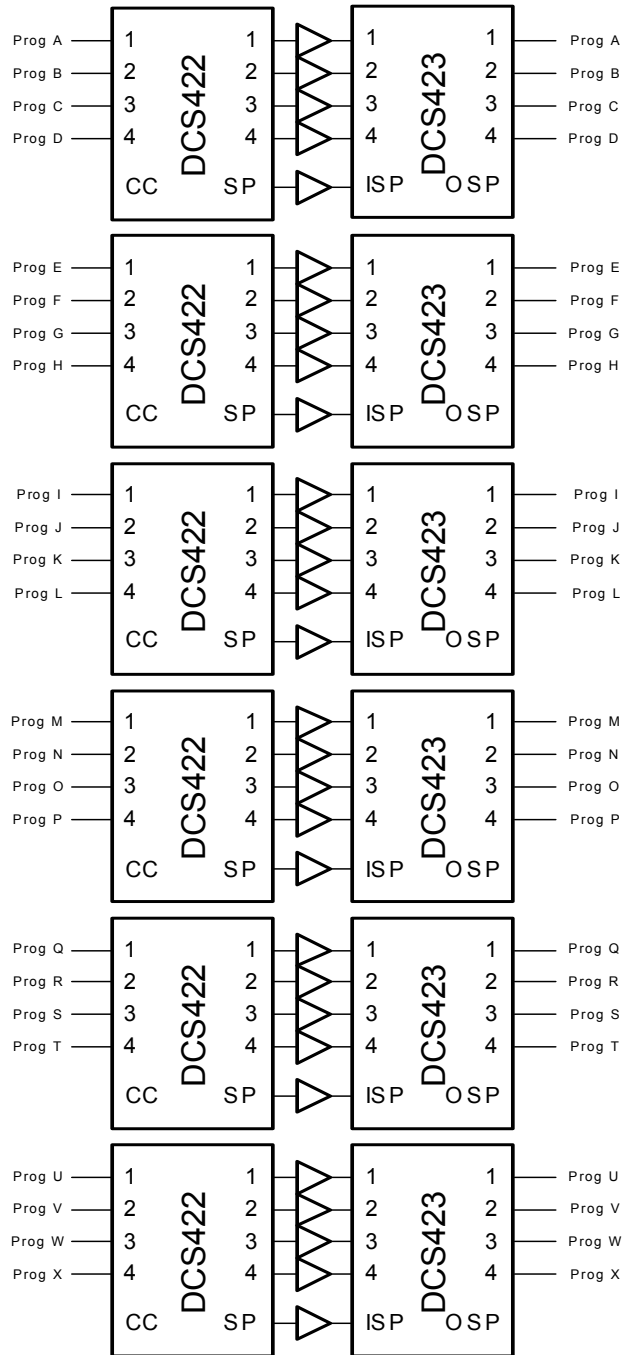 Prog A 1 1 1 1 Prog A
Prog B 2 2 2 2 Prog B
Prog C 3 3 3 3 Prog C
Prog D 4 4 4 4 Prog D
DCS422 DCS423
CC SP ISP OSP
Prog E 1 1 1 1 Prog E
Prog F 2 2 2 2 Prog F
Prog G 3 3 3 3 Prog G
Prog H 4 4 4 4 Prog H
DCS422 DCS423
CC SP ISP OSP
Prog I 1 1 1 1 Prog I
Prog J 2 2 2 2 Prog J
Prog K 3 3 3 3 Prog K
Prog L 4 4 4 4 Prog L
DCS422 DCS423
CC SP ISP OSP
Prog M 1 1 1 1 Prog M
Prog N 2 2 2 2 Prog N
Prog O 3 3 3 3 Prog O
Prog P 4 4 4 4 Prog P
DCS422 DCS423
CC SP ISP OSP
Prog Q 1 1 1 1 Prog Q
Prog R 2 2 2 2 Prog R
Prog S 3 3 3 3 Prog S
Prog T 4 4 4 4 Prog T
DCS422 DCS423
CC SP ISP OSP
Prog U 1 1 1 1 Prog U
Prog V 2 2 2 2 Prog V
Prog W 3 3 3 3 Prog W
Prog X 4 4 4 4 Prog X
DCS422 DCS423
CC SP ISP OSP